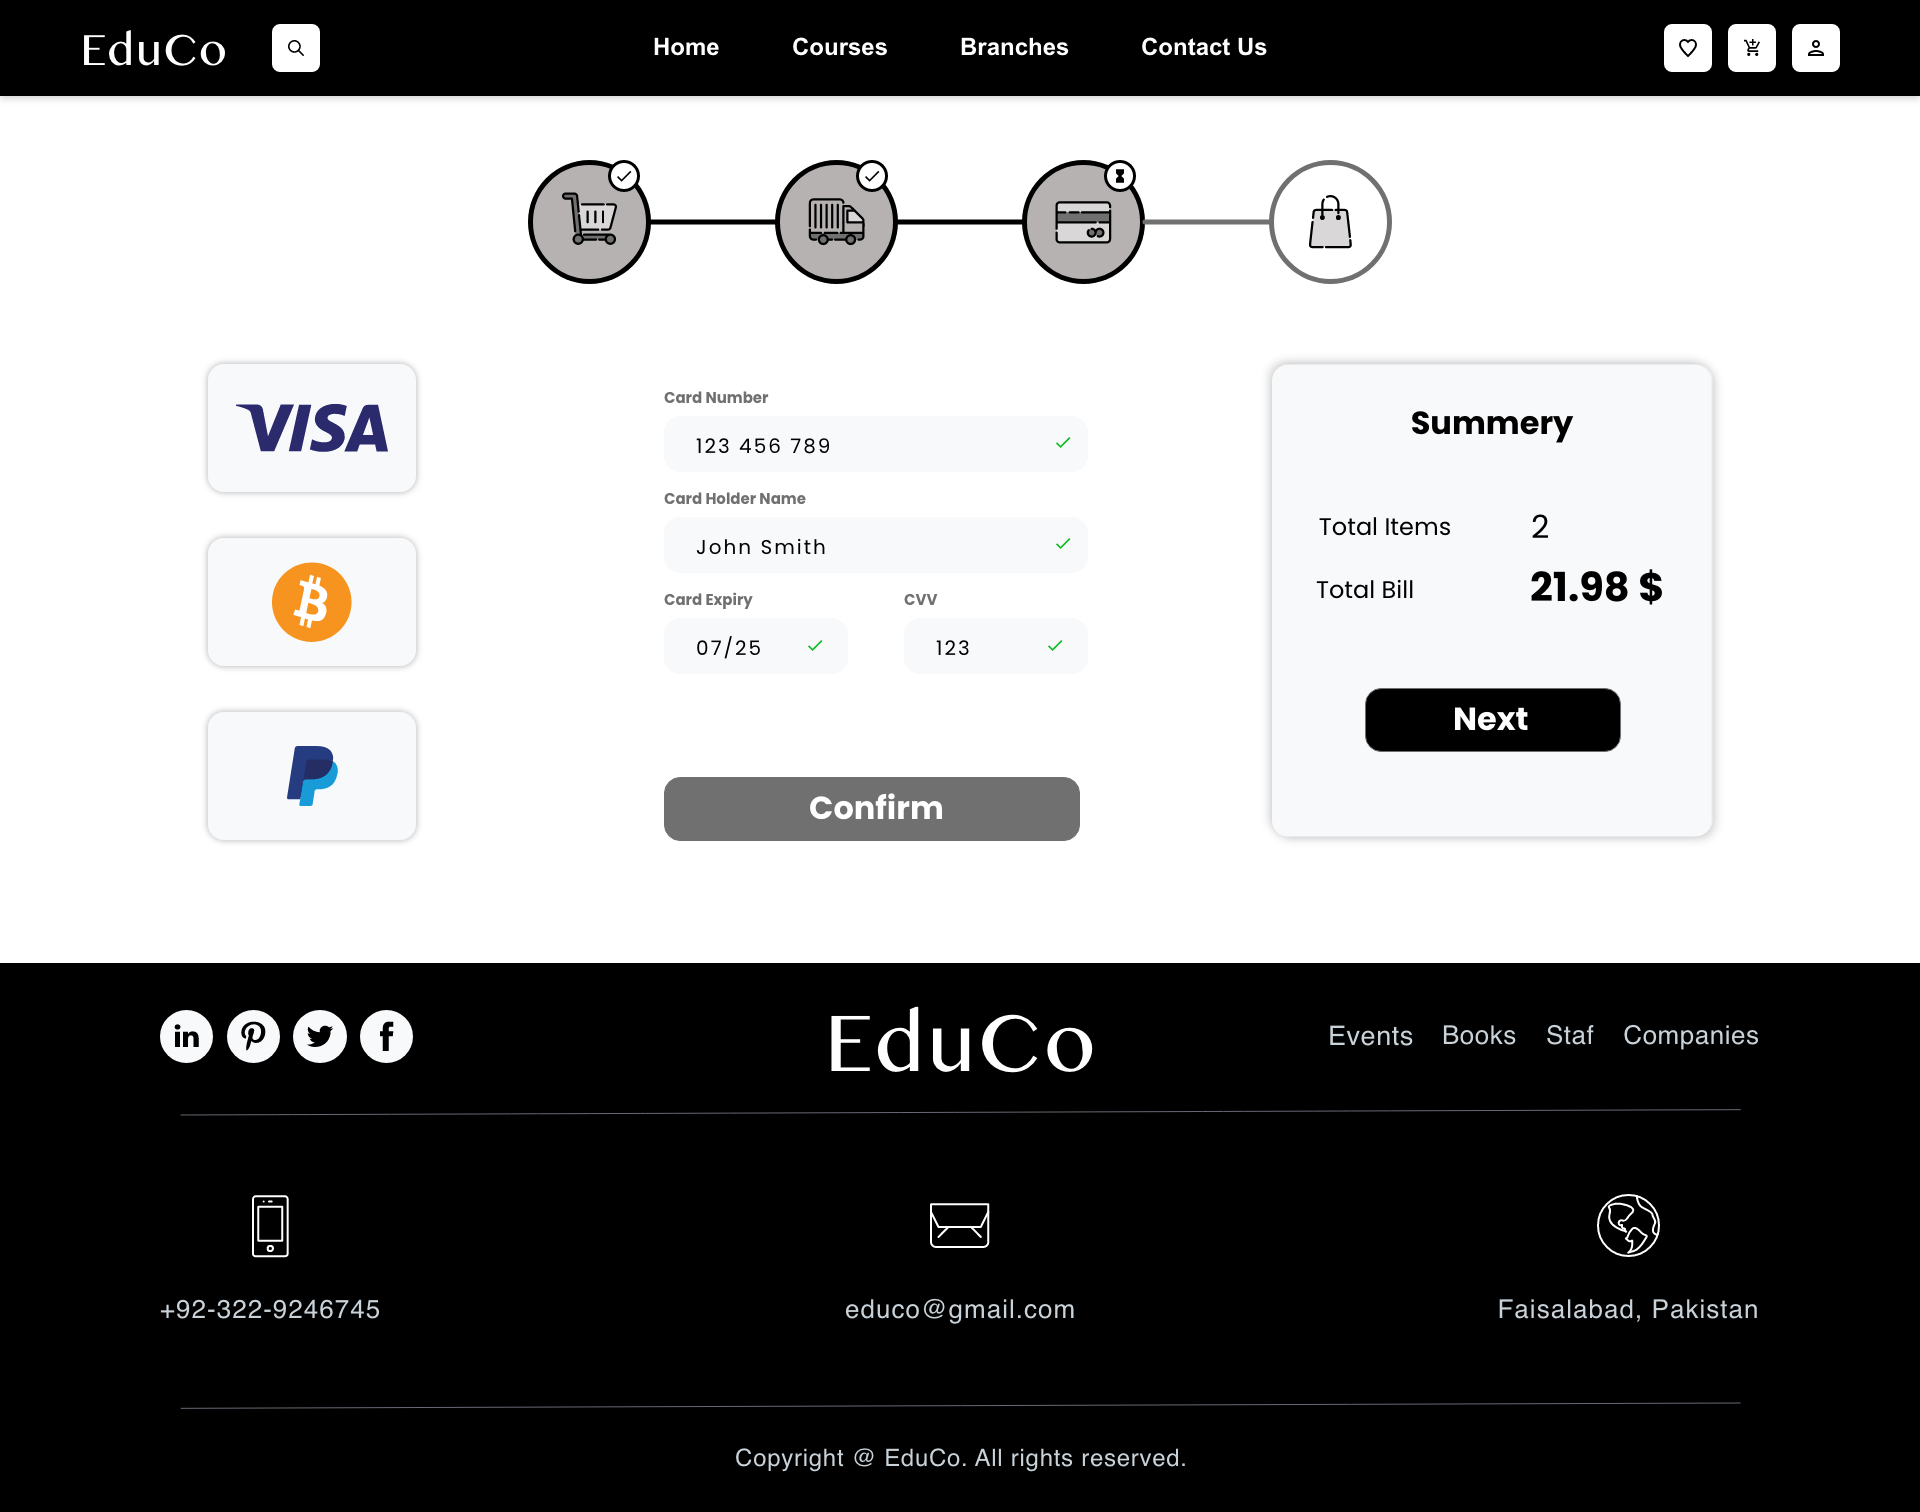 EduCo
Home Courses Branches Contact Us
VISA
Card Number
123 456 789
Card Holder Name
John Smith
Card Expiry CVV
07/25 123
Confirm
Summery
Total Items 2
Total Bill 21.98 $
Next
in
EduCo
Events Books Staf Companies
+92-322-9246745
educo@gmail.com
Faisalabad, Pakistan
Copyright @ EduCo. All rights reserved.